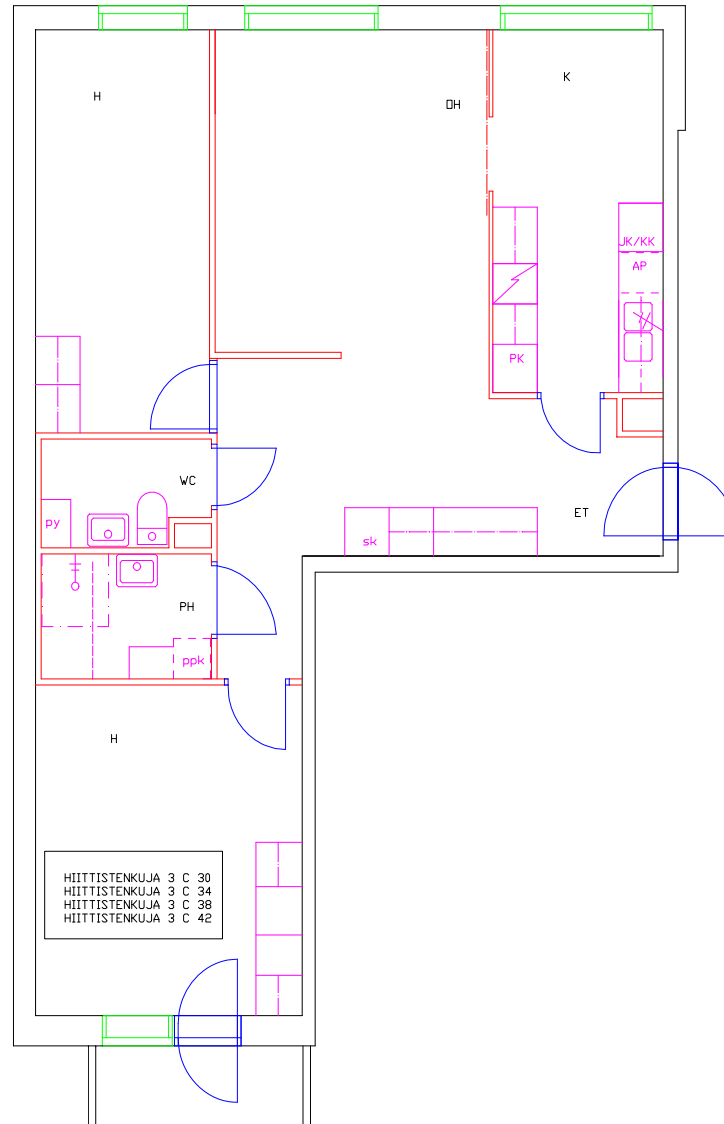 K
H
OH
JK/KK
AP
PK
WC
ET
py
sk
PH
ppk
H
HIITTISTENKUJA 3 C 30
HIITTISTENKUJA 3 C 34
HIITTISTENKUJA 3 C 38
HIITTISTENKUJA 3 C 42